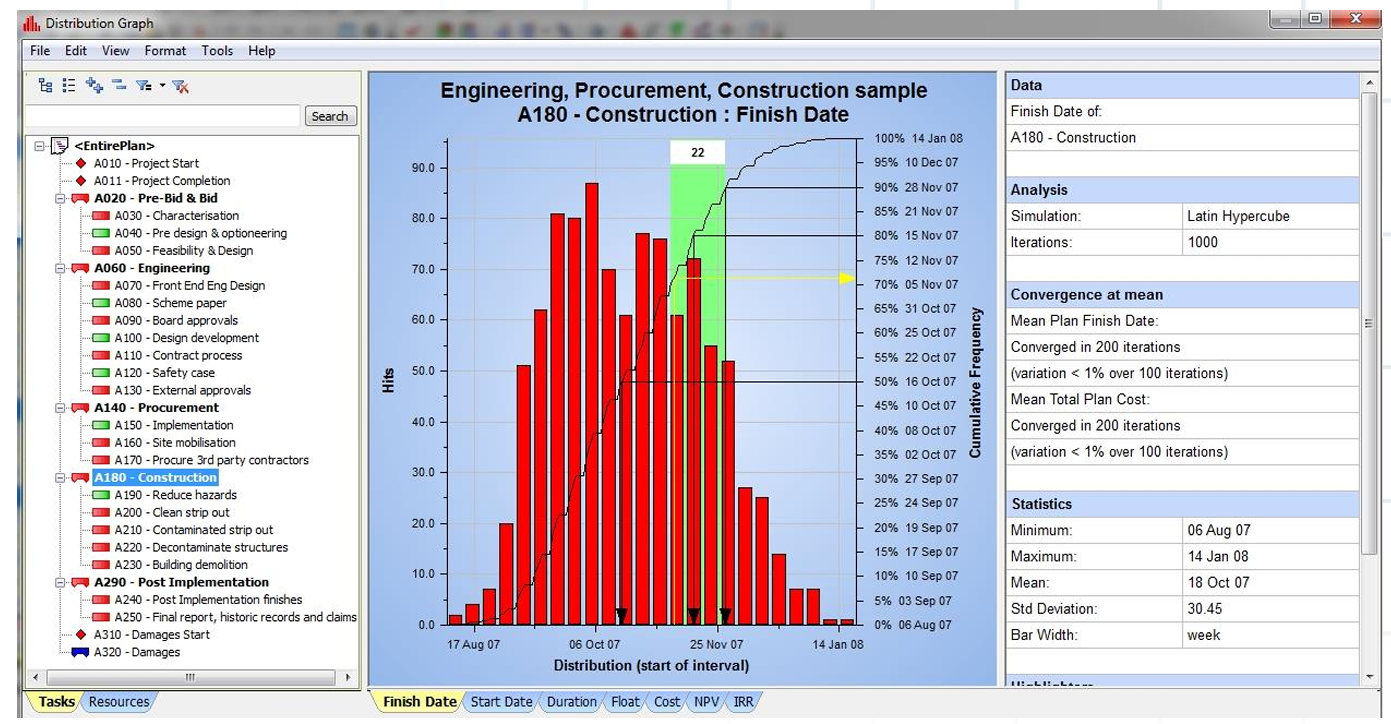 Distribution Graph
File Edit View Format Tools Help
Search
<EntirePlan>
A010 - Project Start
A011 - Project Completion
A020 - Pre-Bid & Bid
A030 - Characterisation
A040 - Pre design & optioneering
A050 - Feasibility & Design
A060 - Engineering
A070 - Front End Eng Design
A080 - Scheme paper
A090 - Board approvals
A100 - Design development
A110 - Contract process
A120 - Safety case
A130 - External approvals
A140 - Procurement
A150 - Implementation
A160 - Site mobilisation
A170 - Procure 3rd party contractors
A180 - Construction
A190 - Reduce hazards
A200 - Clean strip out
A210 - Contaminated strip out
A220 - Decontaminate structures
A230 - Building demolition
A290 - Post Implementation
A240 - Post Implementation finishes
A250 - Final report, historic records and claims
A310 - Damages Start
A320 - Damages
Tasks Resources
Engineering, Procurement, Construction sample
A180 - Construction : Finish Date
22
Hits
90.0
80.0
70.0
60.0
50.0
40.0
30.0
20.0
10.0
0.0
100% 14 Jan 08
95% 10 Dec 07
90% 28 Nov 07
85% 21 Nov 07
80% 15 Nov 07
75% 12 Nov 07
70% 05 Nov 07
65% 31 Oct 07
60% 25 Oct 07
55% 22 Oct 07
50% 16 Oct 07
45% 10 Oct 07
40% 08 Oct 07
35% 02 Oct 07
30% 27 Sep 07
25% 24 Sep 07
20% 19 Sep 07
15% 17 Sep 07
10% 10 Sep 07
5% 03 Sep 07
0% 06 Aug 07
Cumulative Frequency
17 Aug 07 06 Oct 07 25 Nov 07 14 Jan 08
Distribution (start of interval)
Finish Date Start Date Duration Float Cost NPV IRR
Data
Finish Date of:
A180 - Construction
Analysis
Simulation: Latin Hypercube
Iterations: 1000
Convergence at mean
Mean Plan Finish Date:
Converged in 200 iterations
(variation < 1% over 100 iterations)
Mean Total Plan Cost:
Converged in 200 iterations
(variation < 1% over 100 iterations)
Statistics
Minimum: 06 Aug 07
Maximum: 14 Jan 08
Mean: 18 Oct 07
Std Deviation: 30.45
Bar Width: week